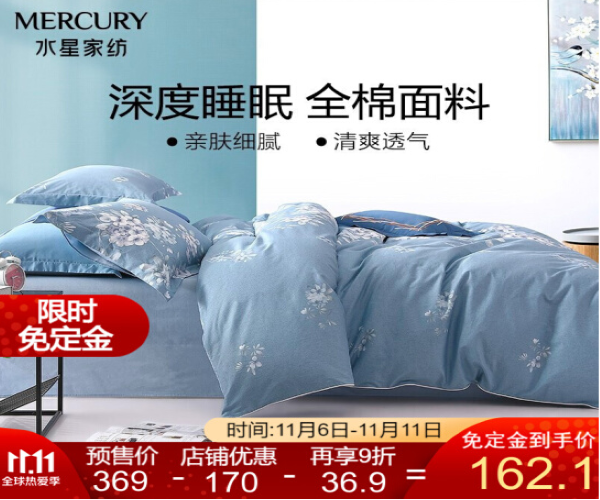 MERCURY
水星家纺
深度睡眠 全棉面料
●亲肤细腻 ●清爽透气
限时
免定金
时间:11月6日-11月11日
11.11
全球热爱季
预售价 店铺优惠 再享9折 免定金到手价
369 - 170 - 36.9 = 162.1